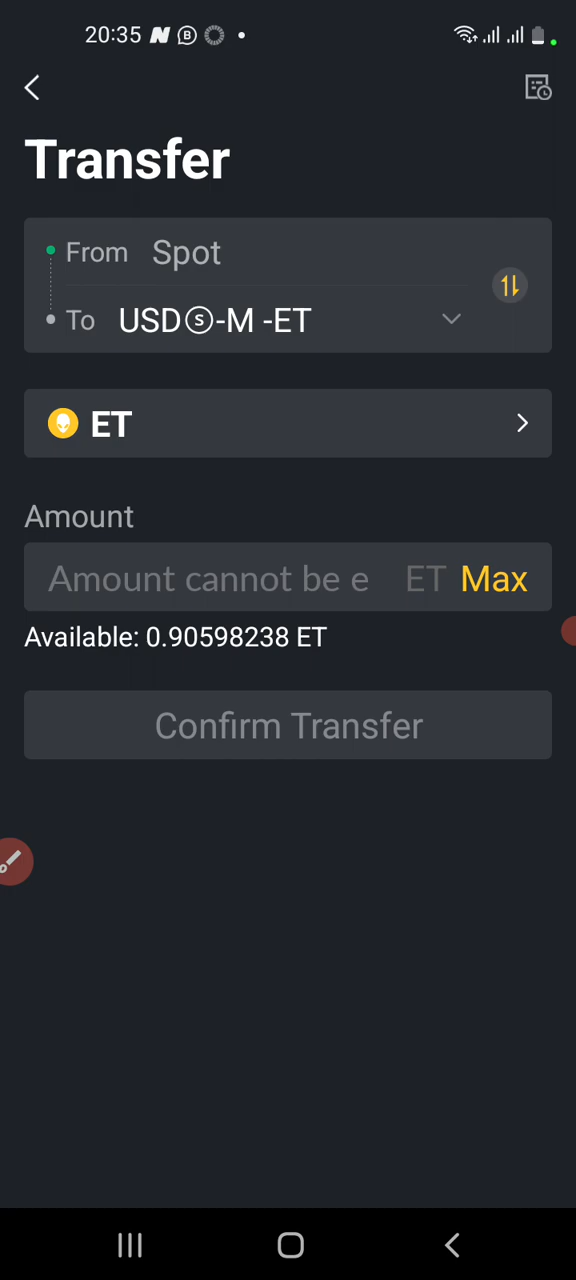 20:35
Transfer
From Spot
To USDⓢ-M -ET
ET
Amount
Amount cannot be e ET Max
Available: 0.90598238 ET
Confirm Transfer